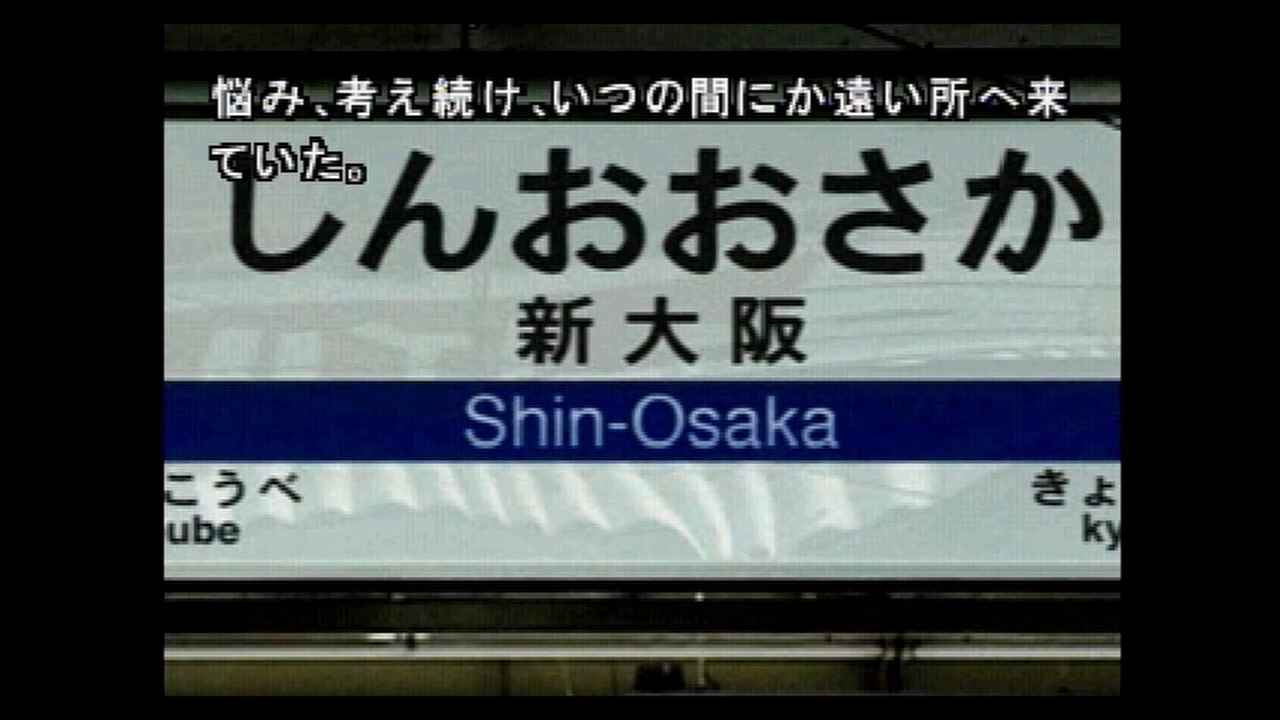 悩み、考え続け、いつの間にか遠い所へ来
ていた。
しんおおさか
新大阪
Shin-Osaka
こうべ
きょ
ube
ky